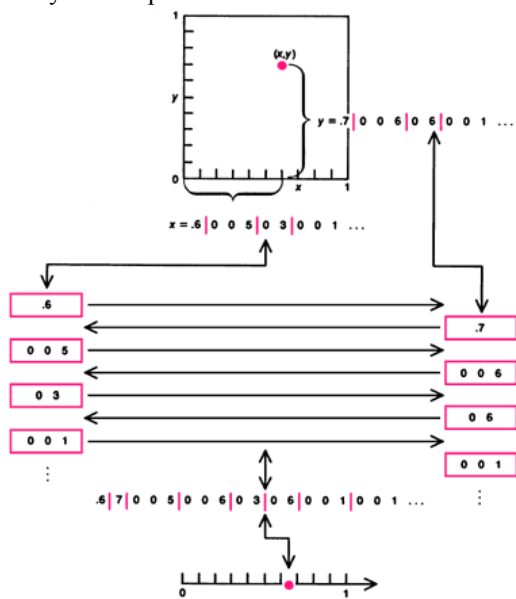 1
(x,y)
y
y = .7 | 0 0 6 | 0 6 | 0 0 1 ...
0
x
1
x = .6 | 0 0 5 | 0 3 | 0 0 1 ...
.6
.7
0 0 5
0 0 6
0 3
0 6
0 0 1
0 0 1
⋮
⋮
.6 | 7 | 0 0 5 | 0 0 6 | 0 3 | 0 6 | 0 0 1 | 0 0 1 ...
0
1